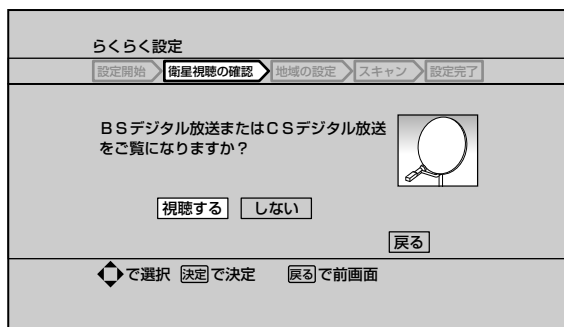 らくらく設定
設定開始 衛星視聴の確認 地域の設定 スキャン 設定完了
BSデジタル放送またはCSデジタル放送
をご覧になりますか?
視聴する しない
戻る
で選択 決定で決定 戻るで前画面